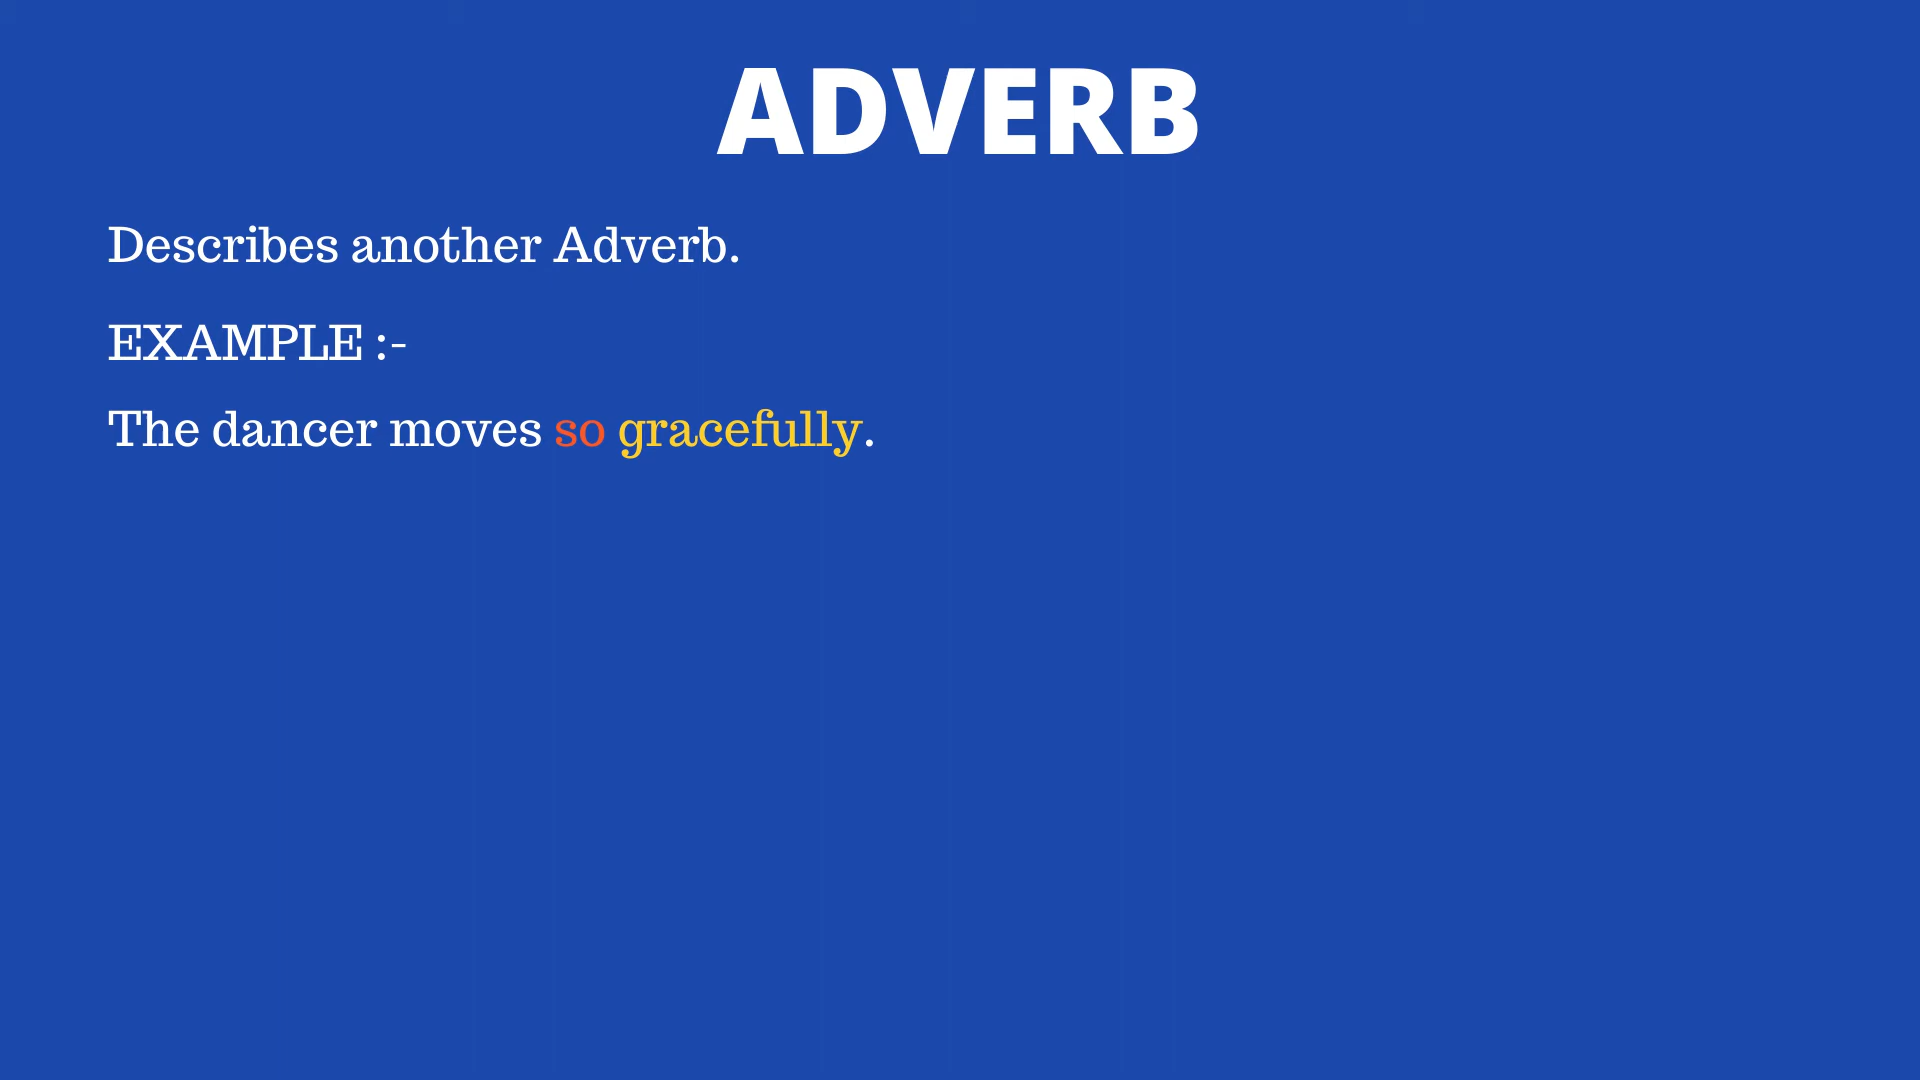 ADVERB
Describes another Adverb.
EXAMPLE :-
The dancer moves so gracefully.